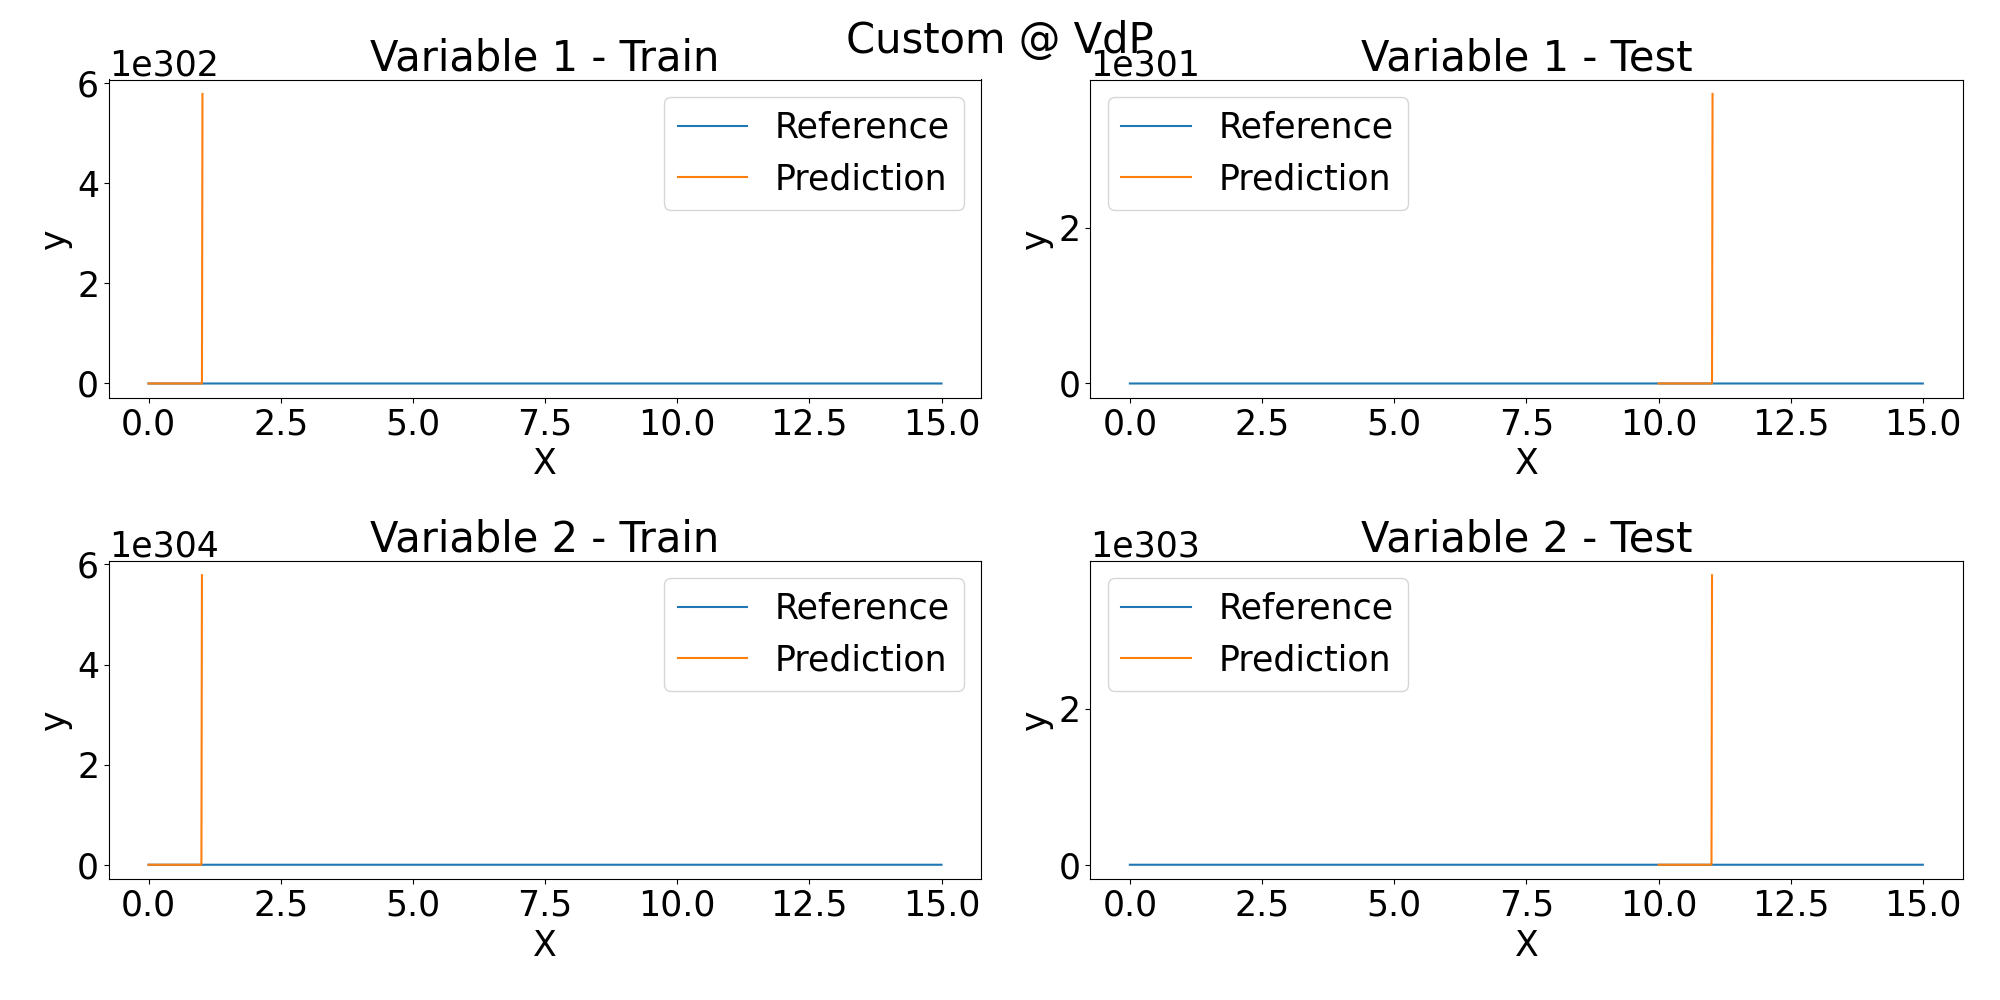 Custom @ VdP
Variable 1 - Train
1e302
6
4
2
0
y
Reference
Prediction
0.0 2.5 5.0 7.5 10.0 12.5 15.0
X
Variable 1 - Test
1e301
2
0
y
Reference
Prediction
0.0 2.5 5.0 7.5 10.0 12.5 15.0
X
Variable 2 - Train
1e304
6
4
2
0
y
Reference
Prediction
0.0 2.5 5.0 7.5 10.0 12.5 15.0
X
Variable 2 - Test
1e303
2
0
y
Reference
Prediction
0.0 2.5 5.0 7.5 10.0 12.5 15.0
X